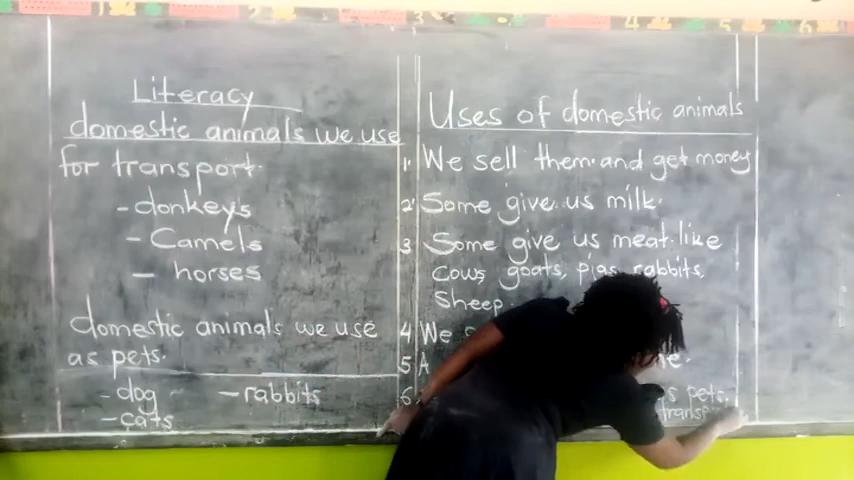 Literacy
domestic animals we use
for transport.
- donkeys
- Camels
- horses
domestic animals we use
as pets.
- dog - rabbits
- cats
Uses of domestic animals
1. We sell them and get money
2. Some give us milk.
3 Some give us meat like
cows, goats, pigs, rabbits,
Sheep.
4 We
5 A
6
pets.